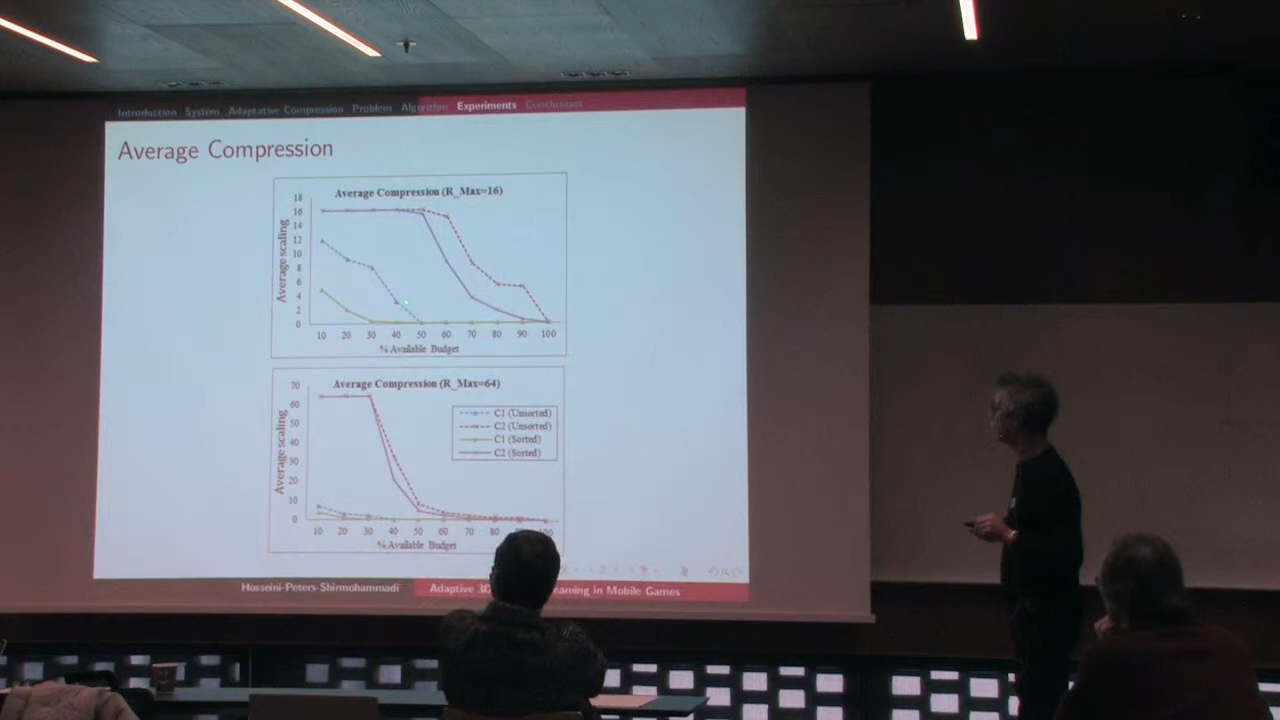 Introduction System Adaptative Compression Problem Algorithm Experiments Conclusions
Average Compression
Average Compression (R_Max=16)
18
16
14
12
10
8
6
4
2
0
Average scaling
10 20 30 40 50 60 70 80 90 100
% Available Budget
Average Compression (R_Max=64)
70
60
50
40
30
20
10
0
Average scaling
C1 (Unsorted)
C2 (Unsorted)
C1 (Sorted)
C2 (Sorted)
10 20 30 40 50 60 70 80 100
% Available Budget
Hosseini-Peters-Shirmohammadi Adaptive in Mobile Games